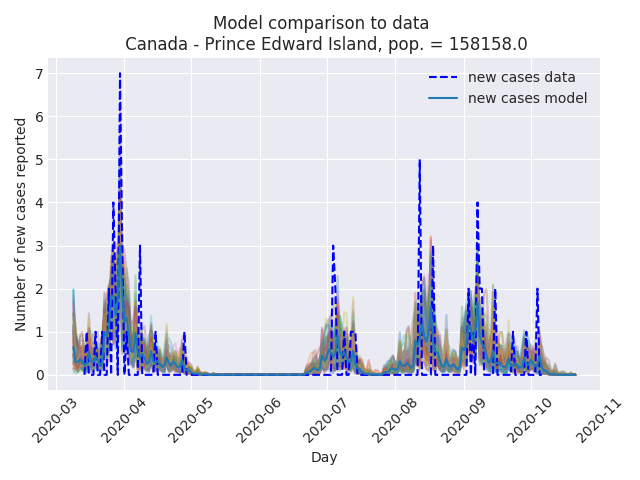 Model comparison to data
Canada - Prince Edward Island, pop. = 158158.0
new cases data
new cases model
Number of new cases reported
7
6
5
4
3
2
1
0
2020-03
2020-04
2020-05
2020-06
2020-07
2020-08
2020-09
2020-10
2020-11
Day